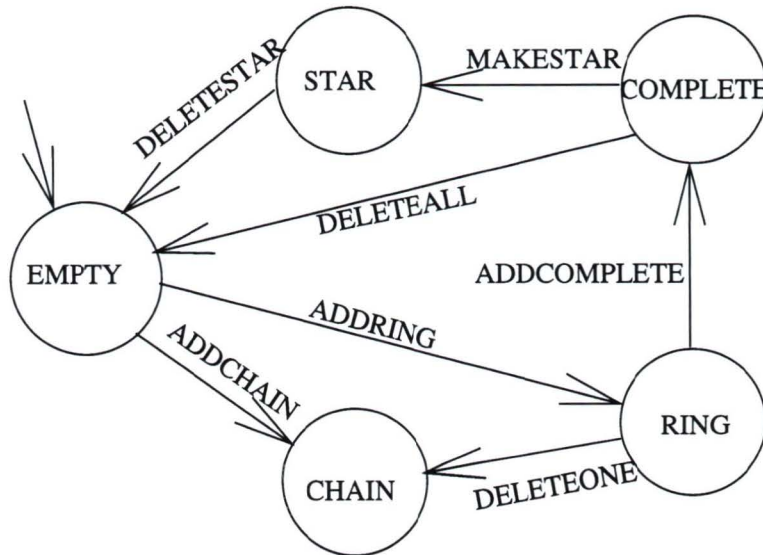 MAKESTAR
DELETESTAR
STAR
COMPLETE
DELETEALL
EMPTY
ADDCOMPLETE
ADDRING
ADDCHAIN
RING
CHAIN
DELETEONE